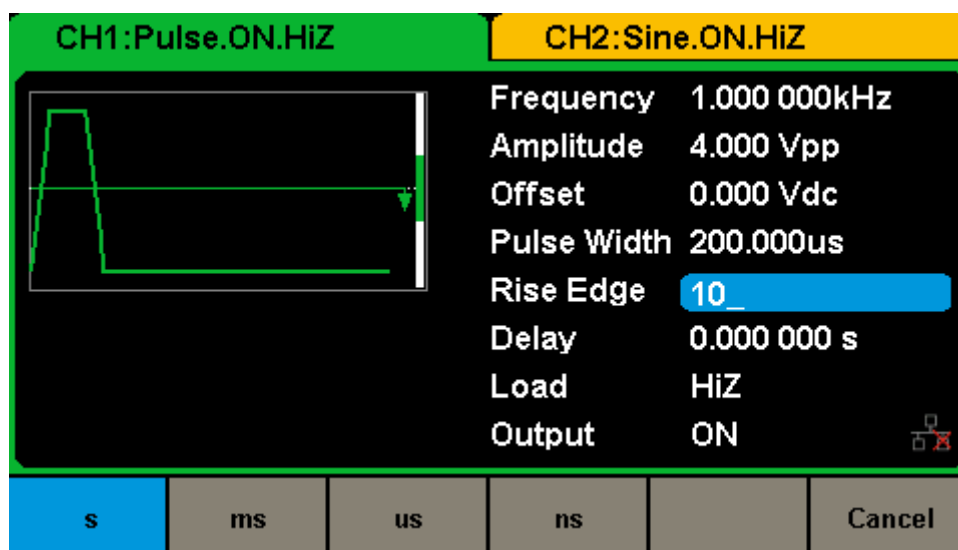 CH1:Pulse.ON.HiZ
CH2:Sine.ON.HiZ
Frequency 1.000 000kHz
Amplitude 4.000 Vpp
Offset 0.000 Vdc
Pulse Width 200.000us
Rise Edge 10_
Delay 0.000 000 s
Load HiZ
Output ON
s ms us ns Cancel